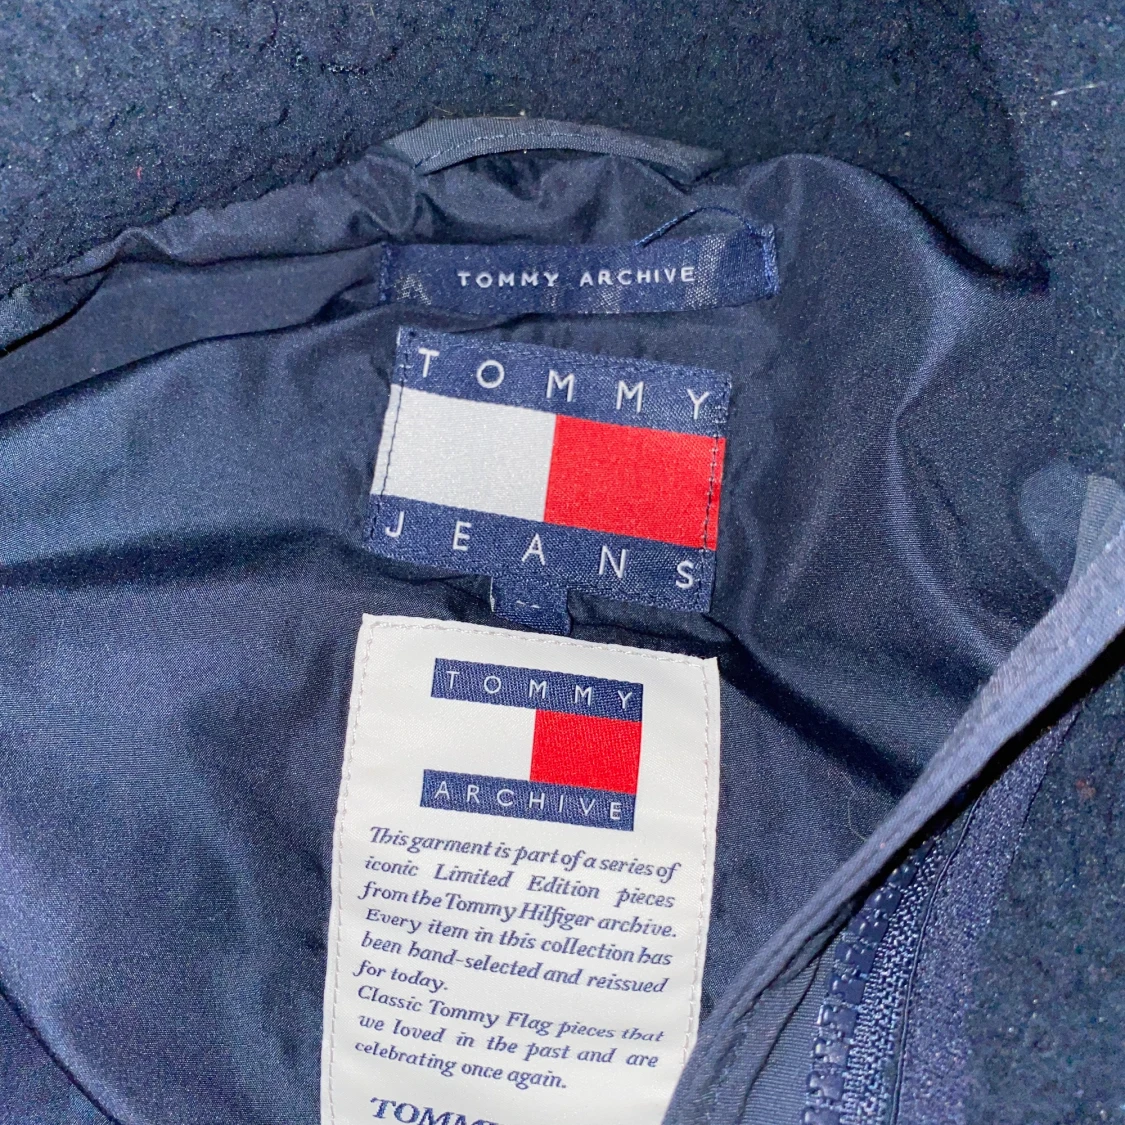 TOMMY ARCHIVE
TOMMY
JEANS
TOMMY
ARCHIVE
This garment is part of a series of
iconic Limited Edition pieces
from the Tommy Hilfiger archive.
Every item in this collection has
been hand-selected and reissued
for today.
Classic Tommy Flag pieces that
we loved in the past and are
celebrating once again.